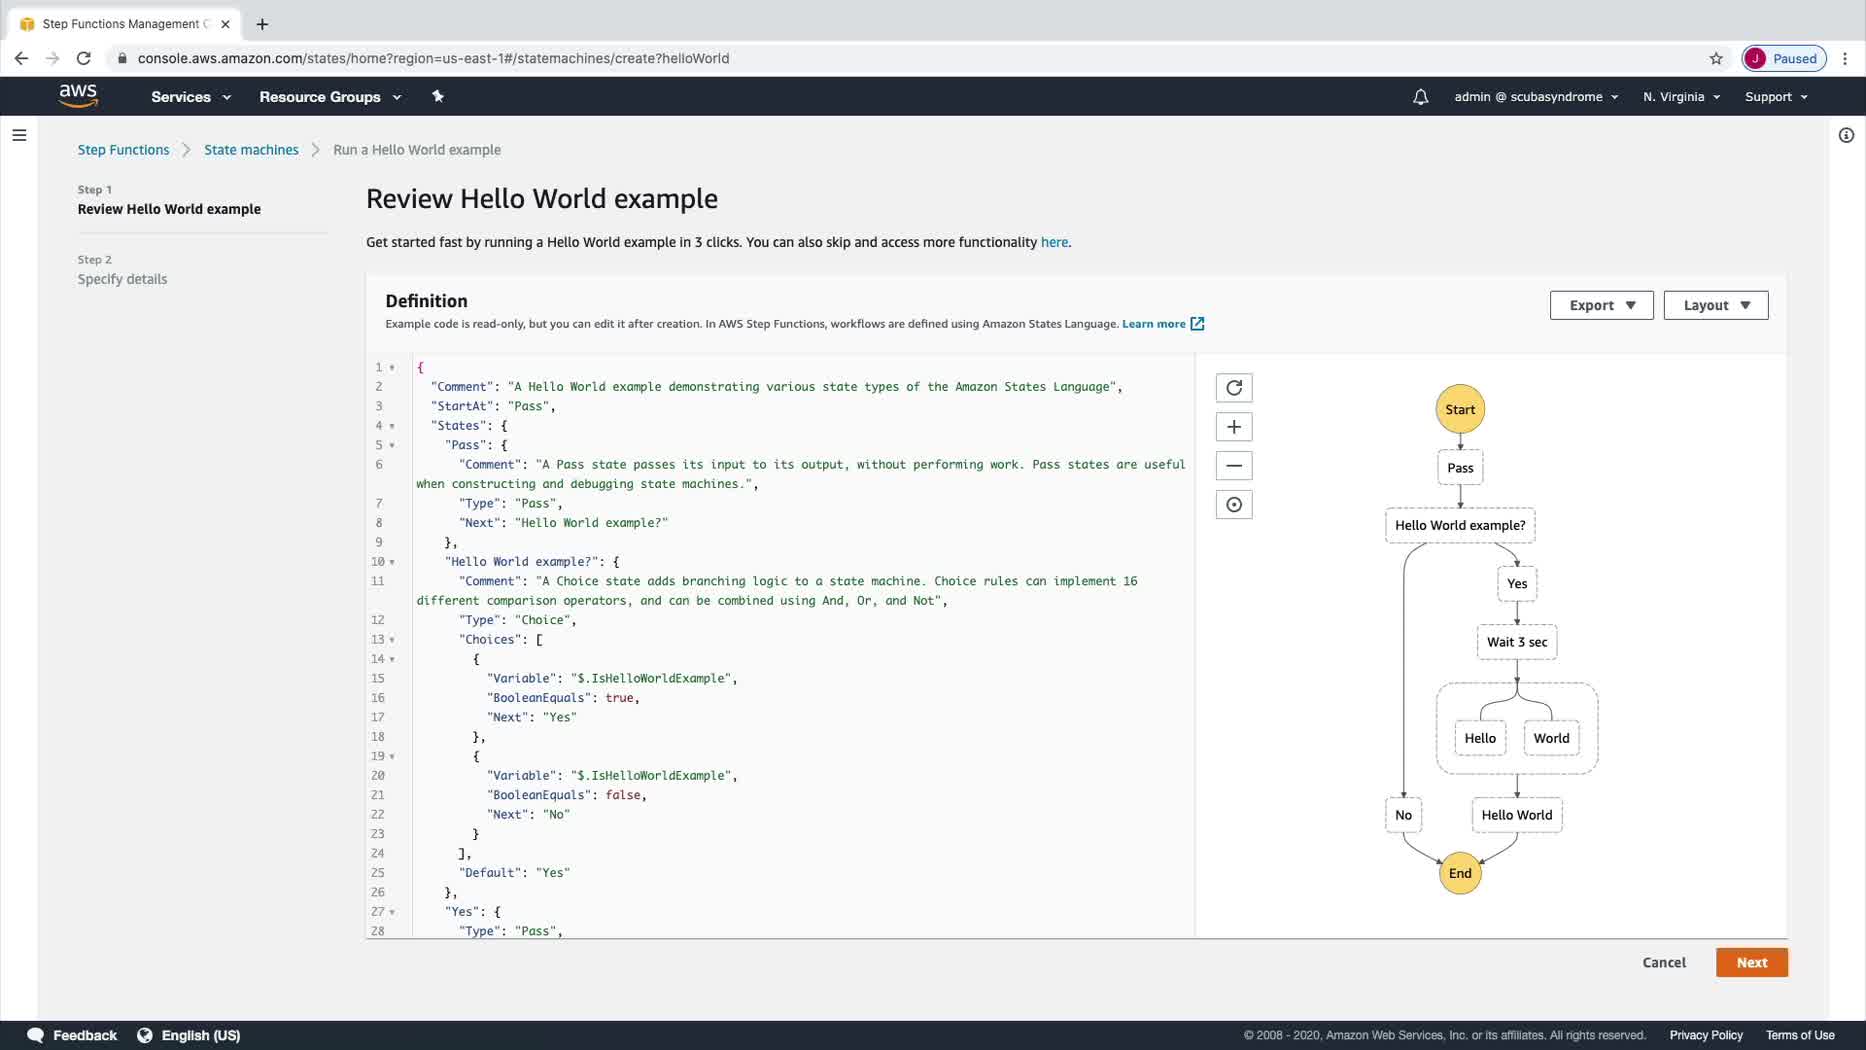 Step Functions Management C
console.aws.amazon.com/states/home?region=us-east-1#/statemachines/create?helloWorld
J Paused
aws Services Resource Groups admin @ scubasyndrome N. Virginia Support
Step Functions State machines Run a Hello World example
Step 1
Review Hello World example
Step 2
Specify details
Review Hello World example
Get started fast by running a Hello World example in 3 clicks. You can also skip and access more functionality here.
Definition
Example code is read-only, but you can edit it after creation. In AWS Step Functions, workflows are defined using Amazon States Language. Learn more
Export Layout
1 {
2 "Comment": "A Hello World example demonstrating various state types of the Amazon States Language",
3 "StartAt": "Pass",
4 "States": {
5 "Pass": {
6 "Comment": "A Pass state passes its input to its output, without performing work. Pass states are useful
when constructing and debugging state machines.",
7 "Type": "Pass",
8 "Next": "Hello World example?"
9 },
10 "Hello World example?": {
11 "Comment": "A Choice state adds branching logic to a state machine. Choice rules can implement 16
different comparison operators, and can be combined using And, Or, and Not",
12 "Type": "Choice",
13 "Choices": [
14 {
15 "Variable": "$.IsHelloWorldExample",
16 "BooleanEquals": true,
17 "Next": "Yes"
18 },
19 {
20 "Variable": "$.IsHelloWorldExample",
21 "BooleanEquals": false,
22 "Next": "No"
23 }
24 ],
25 "Default": "Yes"
26 },
27 "Yes": {
28 "Type": "Pass",
Start
Pass
Hello World example?
Yes
Wait 3 sec
Hello World
No Hello World
End
Cancel Next
Feedback English (US) © 2008 - 2020, Amazon Web Services, Inc. or its affiliates. All rights reserved. Privacy Policy Terms of Use